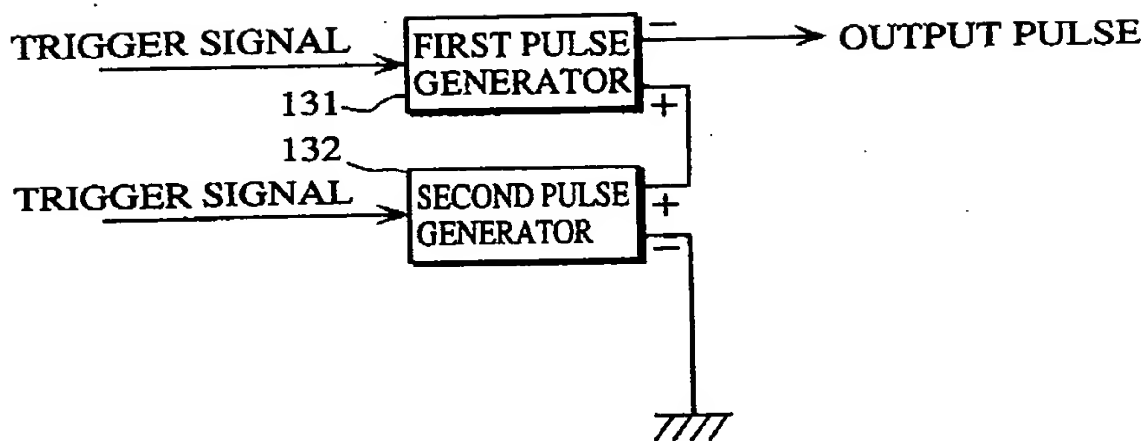 TRIGGER SIGNAL
FIRST PULSE
GENERATOR
−
+
OUTPUT PULSE
131
132
TRIGGER SIGNAL
SECOND PULSE
GENERATOR
+
−